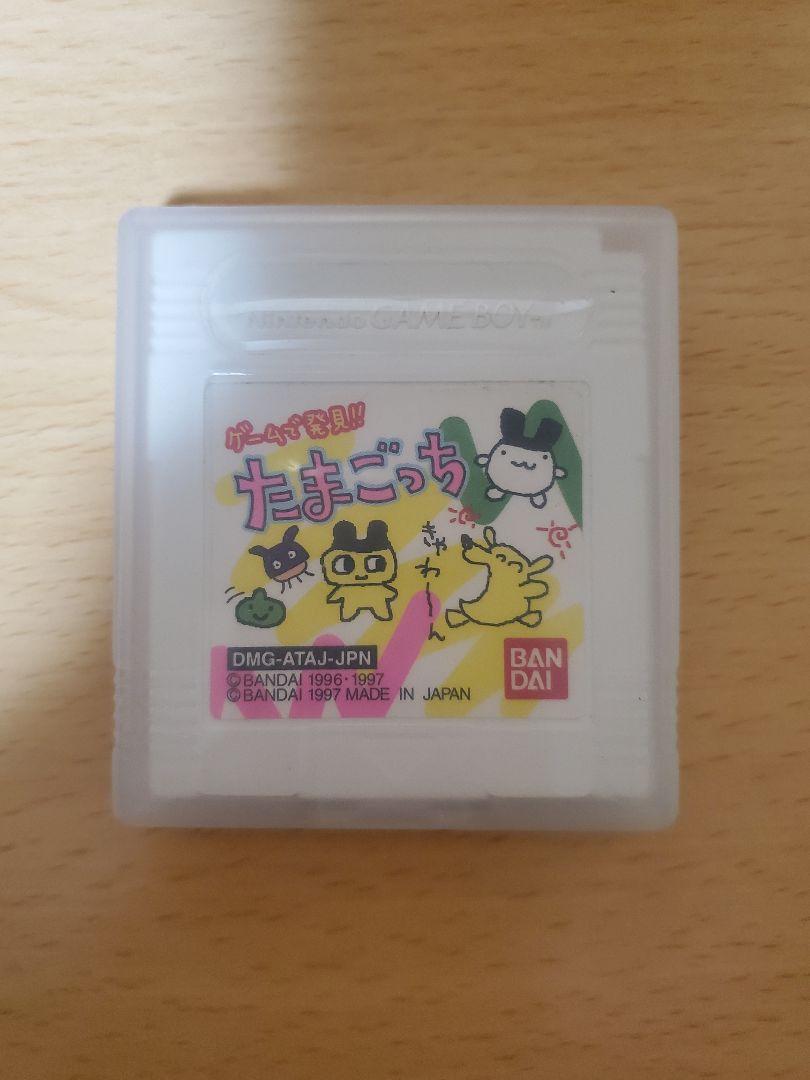 Nintendo GAME BOY™
ゲームで発見!!
たまごっち
きゃわーん
DMG-ATAJ-JPN
©BANDAI 1996・1997
©BANDAI 1997 MADE IN JAPAN
BAN
DAI